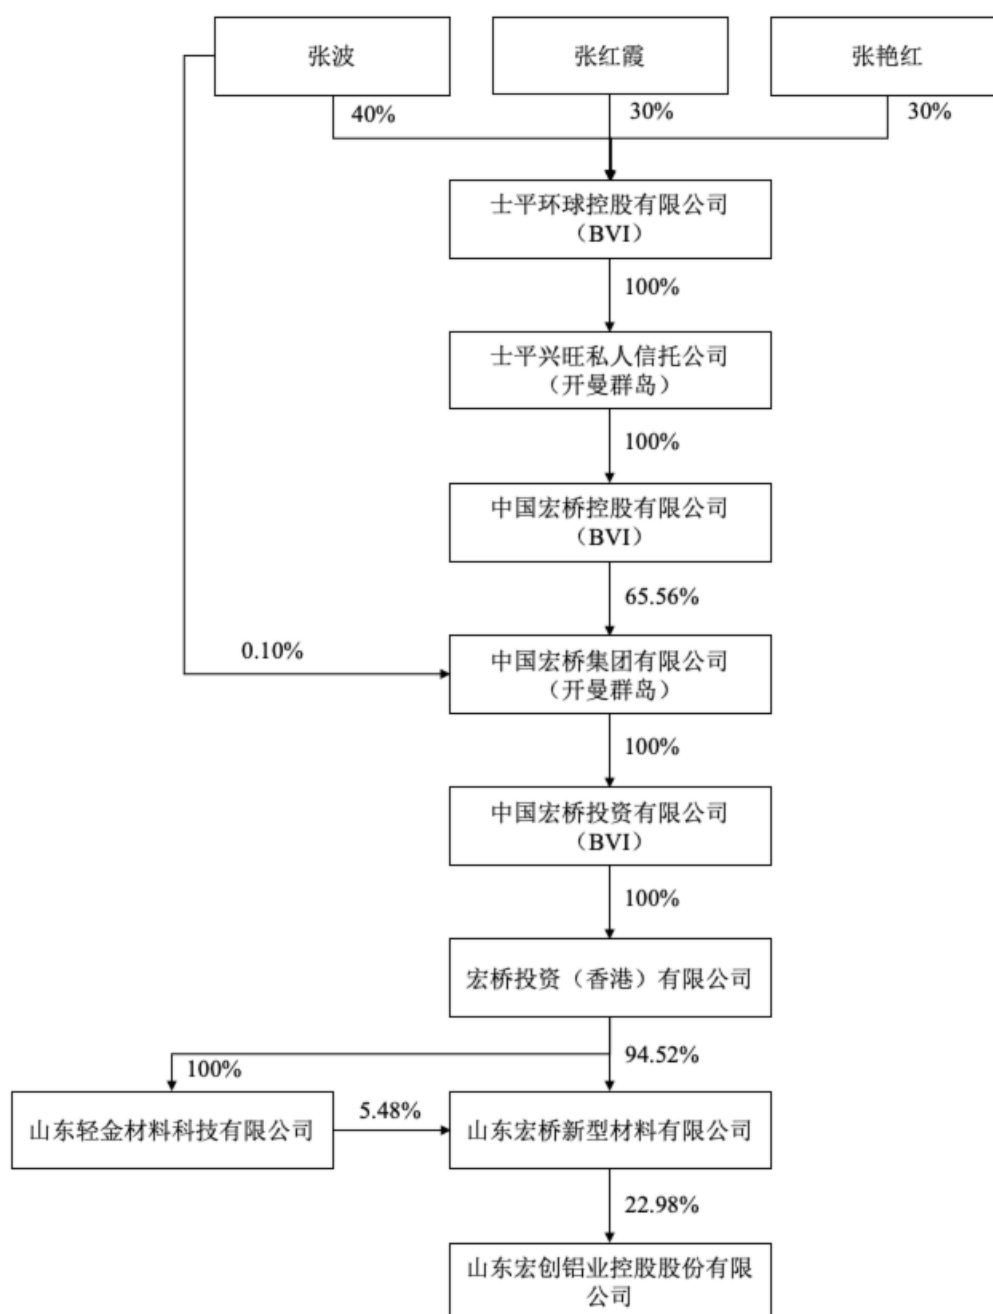 张波
张红霞
张艳红
40%
30%
30%
士平环球控股有限公司
（BVI）
100%
士平兴旺私人信托公司
（开曼群岛）
100%
中国宏桥控股有限公司
（BVI）
65.56%
0.10%
中国宏桥集团有限公司
（开曼群岛）
100%
中国宏桥投资有限公司
（BVI）
100%
宏桥投资（香港）有限公司
100%
94.52%
山东轻金材料科技有限公司
5.48%
山东宏桥新型材料有限公司
22.98%
山东宏创铝业控股股份有限
公司